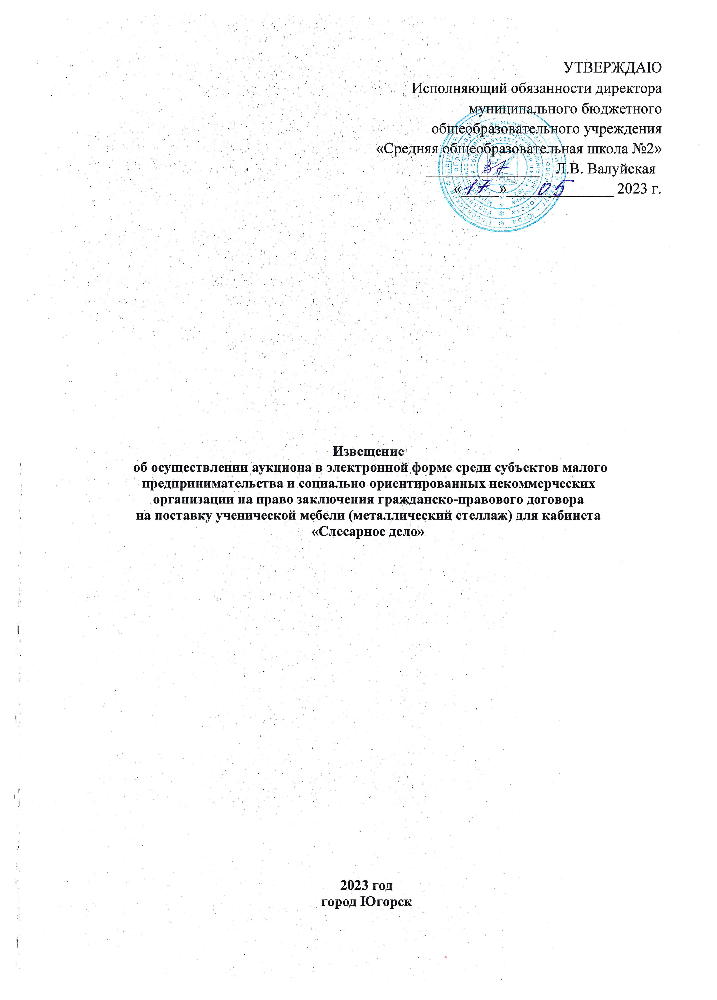 УТВЕРЖДАЮ
Исполняющий обязанности директора
муниципального бюджетного
общеобразовательного учреждения
«Средняя общеобразовательная школа №2»
Л.В. Валуйская
«17» 05 2023 г.
Извещение
об осуществлении аукциона в электронной форме среди субъектов малого
предпринимательства и социально ориентированных некоммерческих
организации на право заключения гражданско-правового договора
на поставку ученической мебели (металлический стеллаж) для кабинета
«Слесарное дело»
2023 год
город Югорск